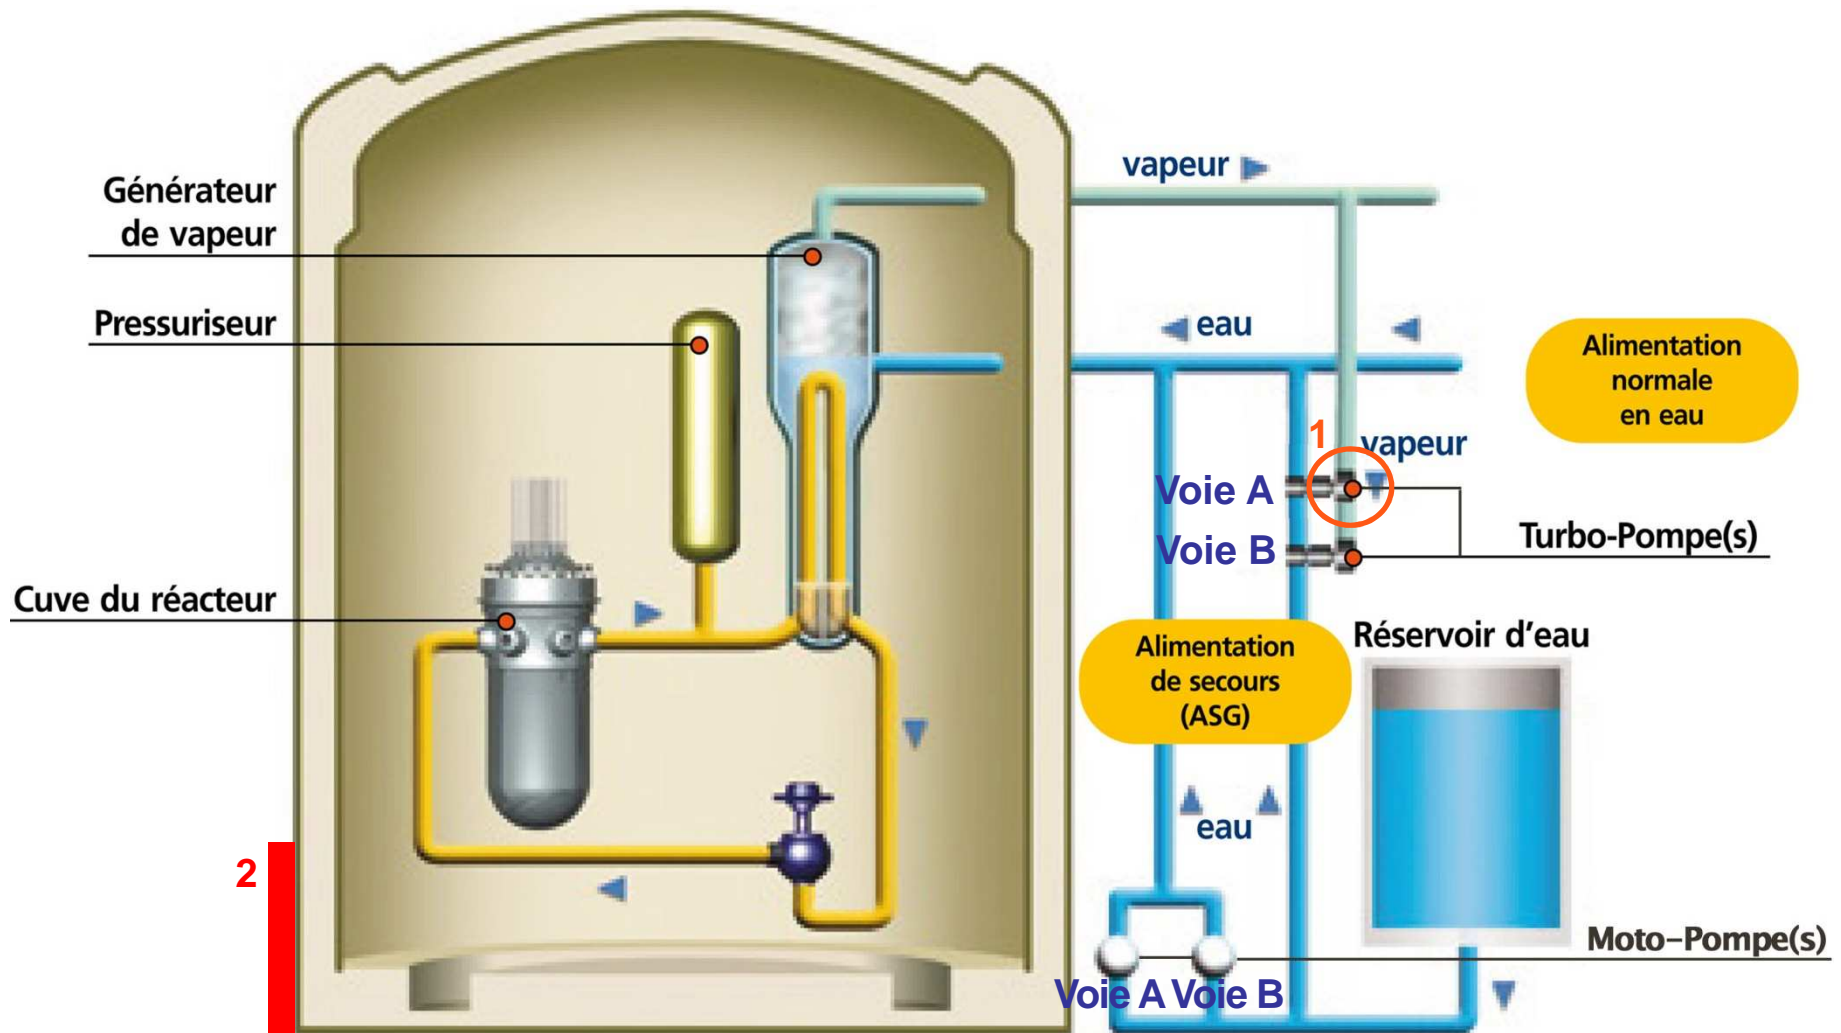 Générateur
de vapeur
Pressuriseur
Cuve du réacteur
2
vapeur
eau
Alimentation
normale
en eau
1
vapeur
Voie A
Voie B
Turbo-Pompe(s)
Alimentation
de secours
(ASG)
Réservoir d'eau
eau
Moto-Pompe(s)
Voie A Voie B